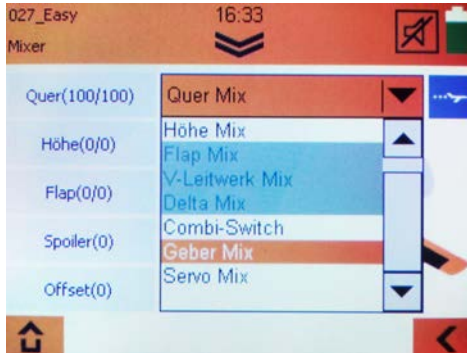 027_Easy
16:33
Mixer
Quer(100/100)
Quer Mix
Höhe(0/0)
Höhe Mix
Flap Mix
Flap(0/0)
V-Leitwerk Mix
Delta Mix
Spoiler(0)
Combi-Switch
Geber Mix
Offset(0)
Servo Mix